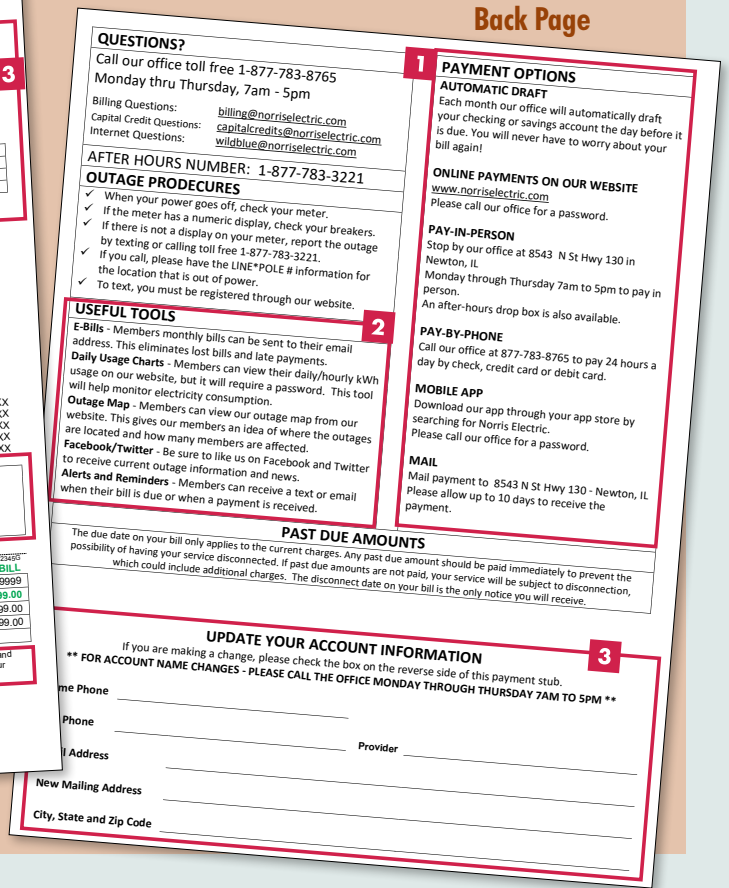 Back Page
3
QUESTIONS?
Call our office toll free 1-877-783-8765
Monday thru Thursday, 7am - 5pm
Billing Questions: billing@norriselectric.com
Capital Credit Questions: capitalcredits@norriselectric.com
Internet Questions: wildblue@norriselectric.com
AFTER HOURS NUMBER: 1-877-783-3221
OUTAGE PRODECURES
✓ When your power goes off, check your meter.
✓ If the meter has a numeric display, check your breakers.
✓ If there is not a display on your meter, report the outage
by texting or calling toll free 1-877-783-3221.
✓ If you call, please have the LINE*POLE # information for
the location that is out of power.
✓ To text, you must be registered through our website.
2
USEFUL TOOLS
E-Bills - Members monthly bills can be sent to their email
address. This eliminates lost bills and late payments.
Daily Usage Charts - Members can view their daily/hourly kWh
usage on our website, but it will require a password. This tool
will help monitor electricity consumption.
Outage Map - Members can view our outage map from our
website. This gives our members an idea of where the outages
are located and how many members are affected.
Facebook/Twitter - Be sure to like us on Facebook and Twitter
to receive current outage information and news.
Alerts and Reminders - Members can receive a text or email
when their bill is due or when a payment is received.
1
PAYMENT OPTIONS
AUTOMATIC DRAFT
Each month our office will automatically draft
your checking or savings account the day before it
is due. You will never have to worry about your
bill again!
ONLINE PAYMENTS ON OUR WEBSITE
www.norriselectric.com
Please call our office for a password.
PAY-IN-PERSON
Stop by our office at 8543 N St Hwy 130 in
Newton, IL
Monday through Thursday 7am to 5pm to pay in
person.
An after-hours drop box is also available.
PAY-BY-PHONE
Call our office at 877-783-8765 to pay 24 hours a
day by check, credit card or debit card.
MOBILE APP
Download our app through your app store by
searching for Norris Electric.
Please call our office for a password.
MAIL
Mail payment to 8543 N St Hwy 130 - Newton, IL
Please allow up to 10 days to receive the
payment.
PAST DUE AMOUNTS
The due date on your bill only applies to the current charges. Any past due amount should be paid immediately to prevent the
possibility of having your service disconnected. If past due amounts are not paid, your service will be subject to disconnection,
which could include additional charges. The disconnect date on your bill is the only notice you will receive.
3
UPDATE YOUR ACCOUNT INFORMATION
If you are making a change, please check the box on the reverse side of this payment stub.
** FOR ACCOUNT NAME CHANGES - PLEASE CALL THE OFFICE MONDAY THROUGH THURSDAY 7AM TO 5PM **
me Phone
Phone
Provider
l Address
New Mailing Address
City, State and Zip Code
XX
XX
XX
XX
XX
2345G
BILL
9999
99.00
99.00
99.00
and
ur